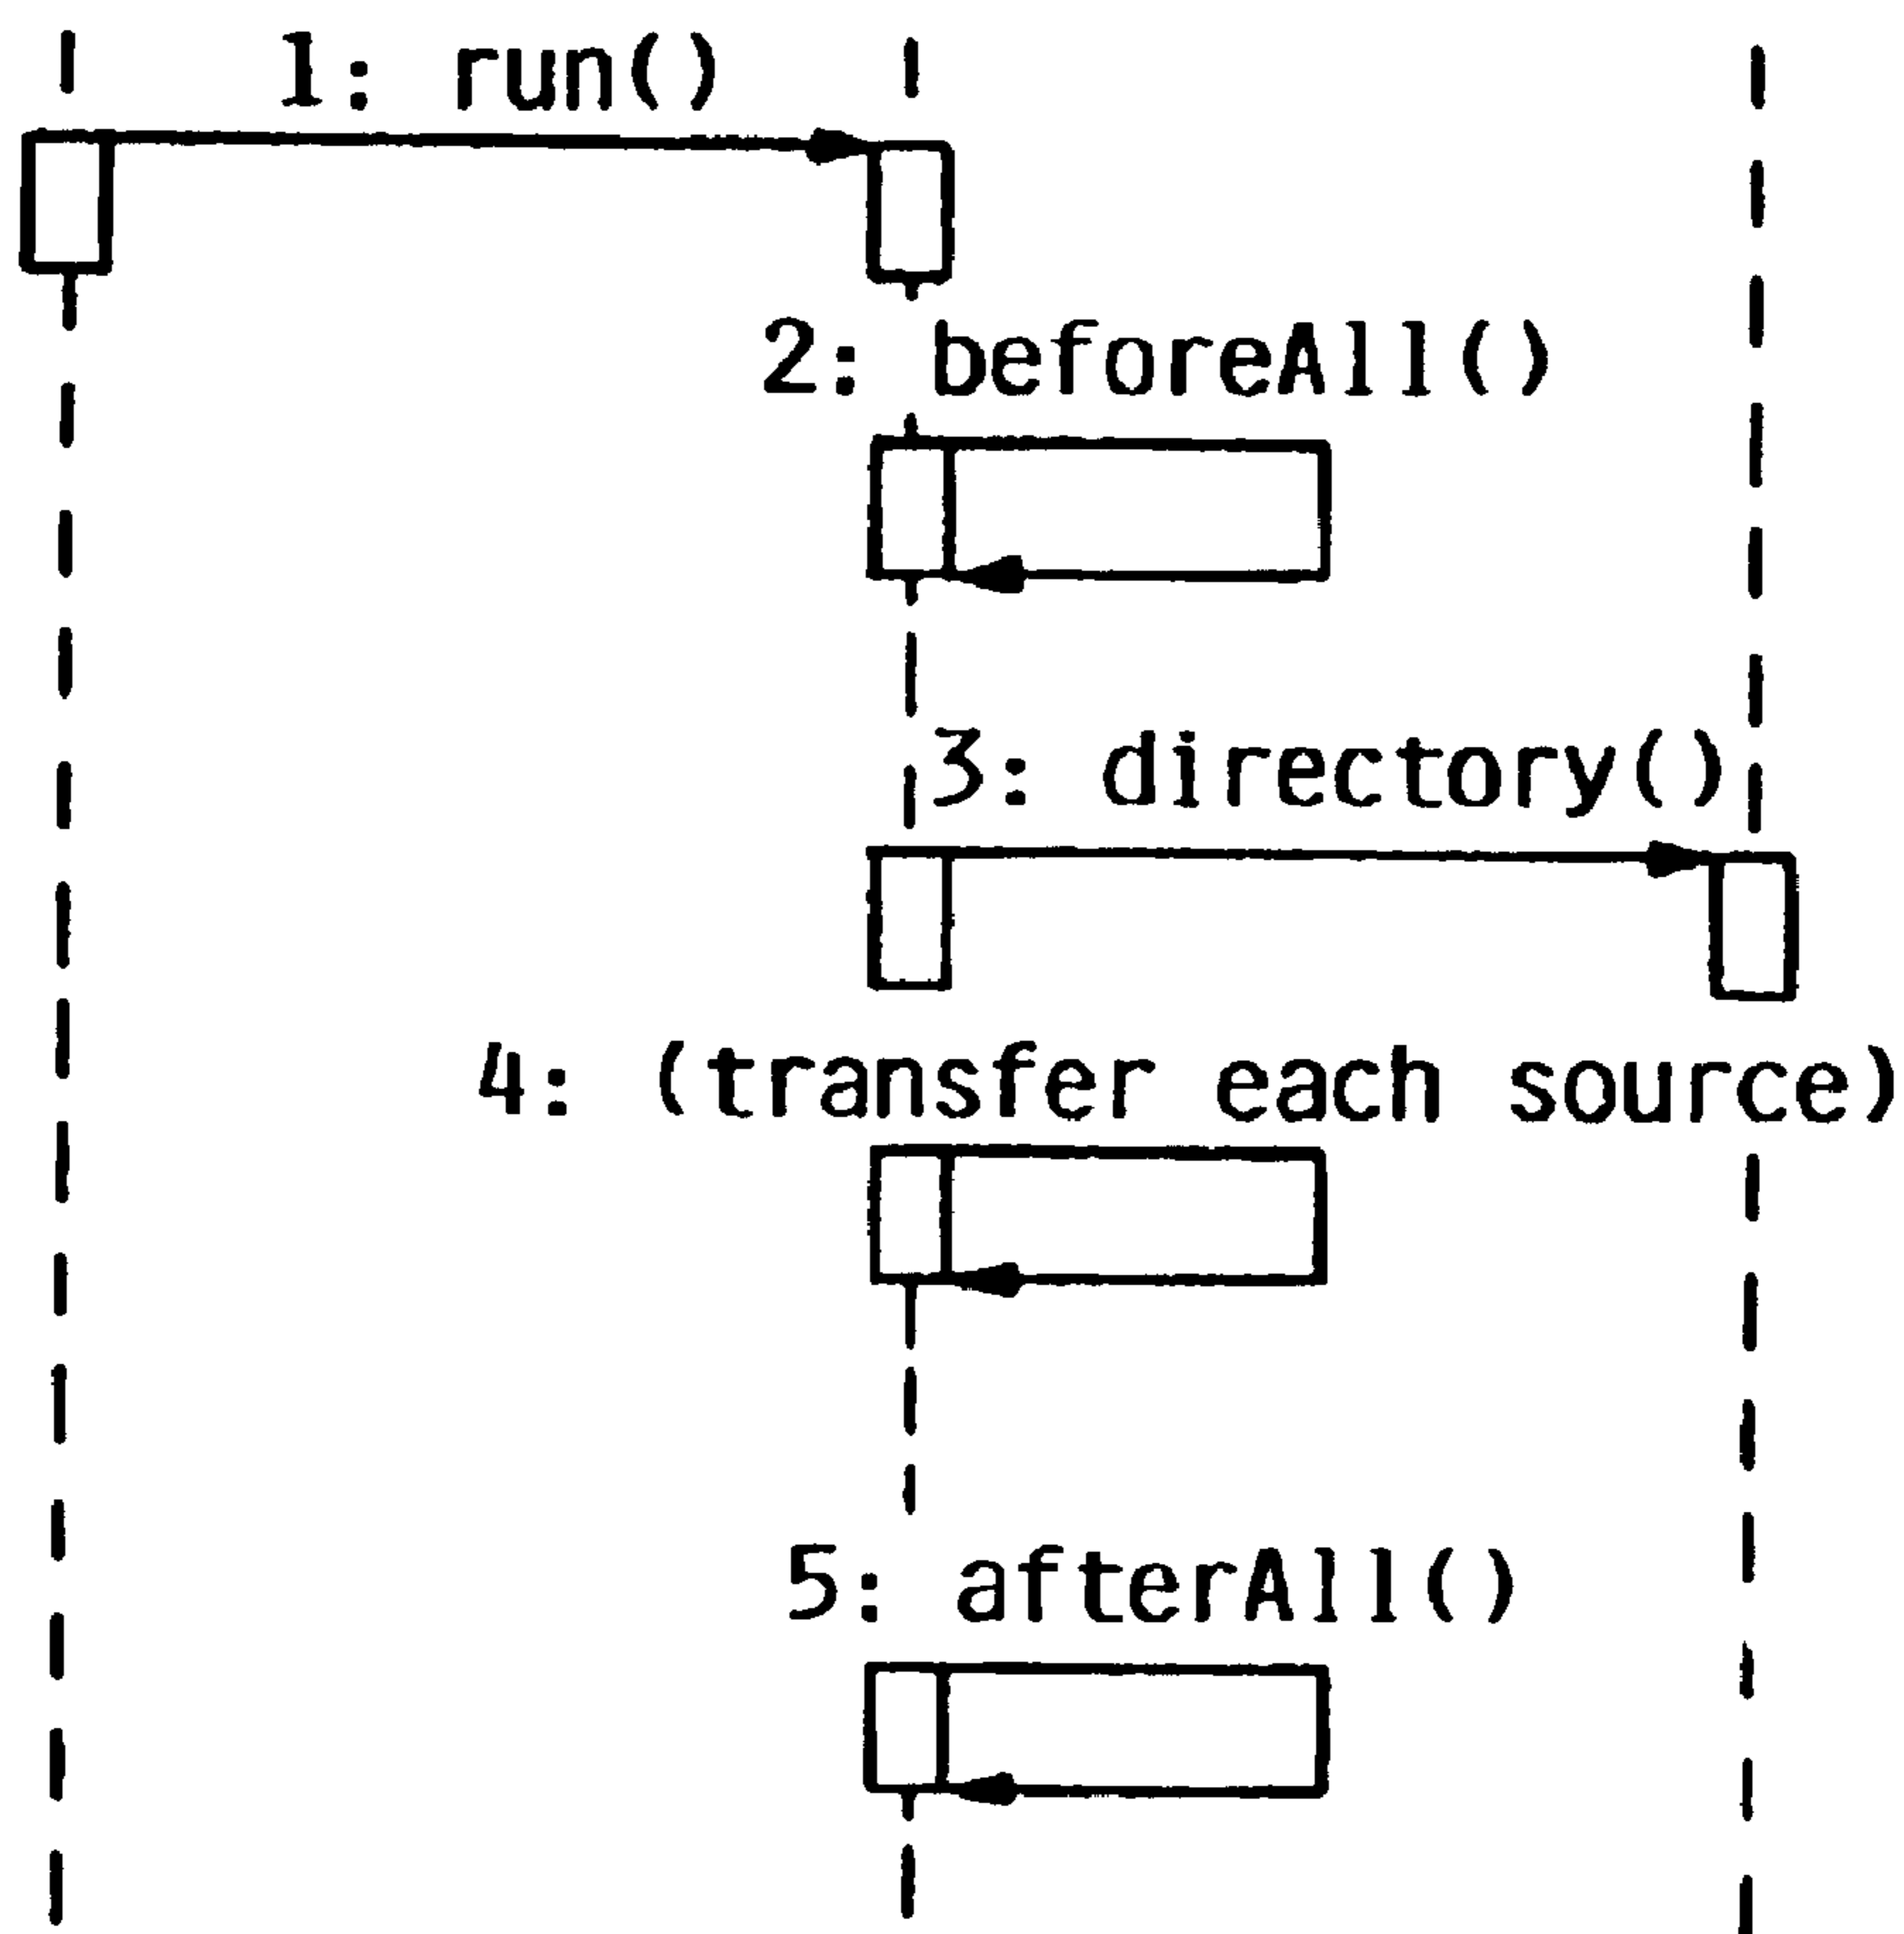 1: run()
2: beforeAll()
3: directory()
4: (transfer each source)
5: afterAll()